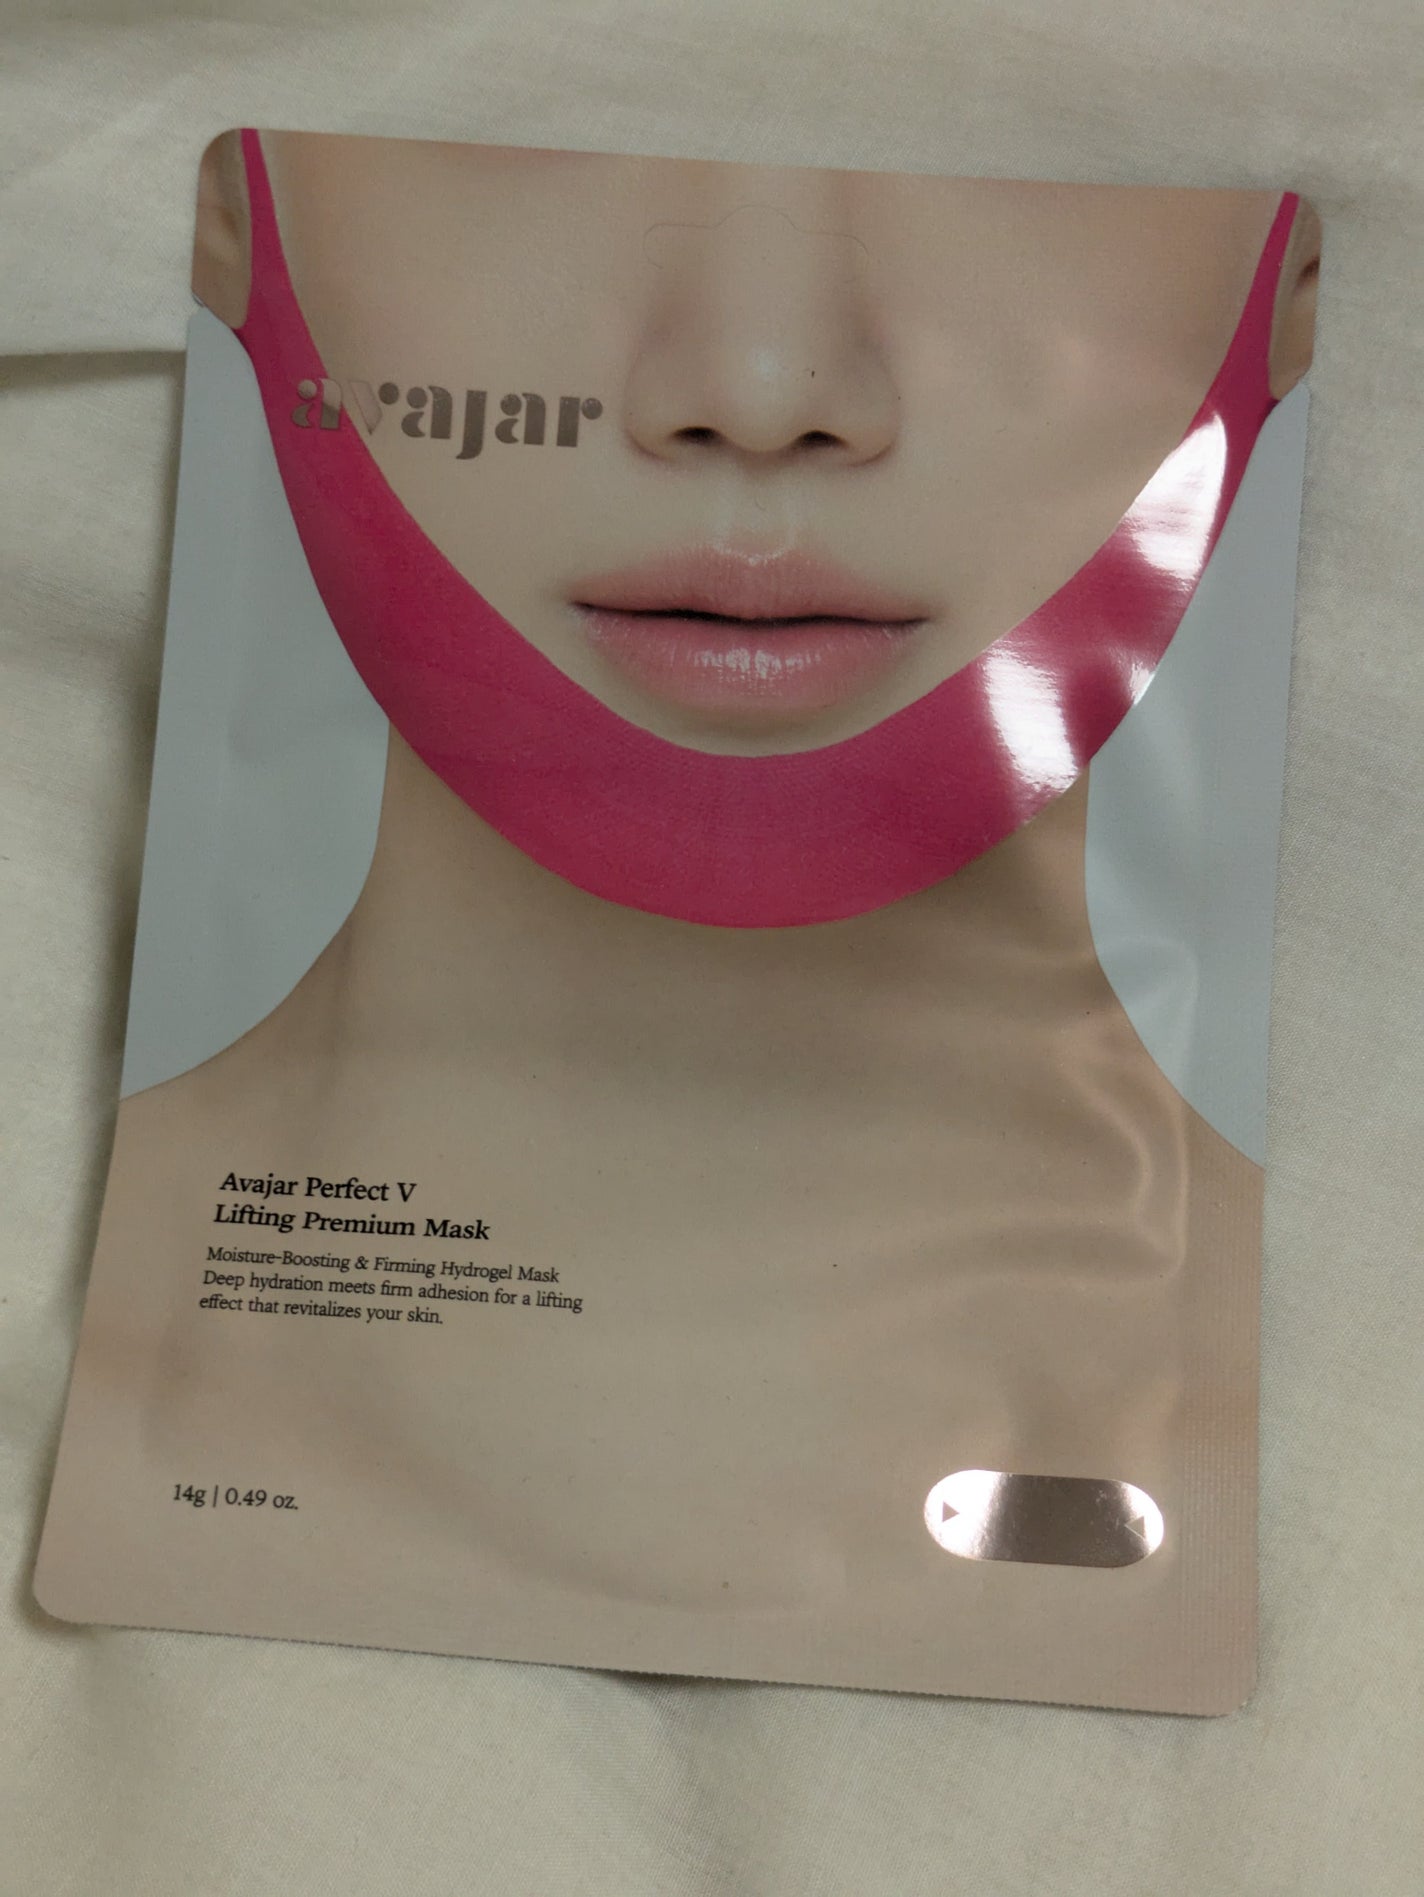 avajar
Avajar Perfect V
Lifting Premium Mask
Moisture-Boosting & Firming Hydrogel Mask
Deep hydration meets firm adhesion for a lifting
effect that revitalizes your skin.
14g | 0.49 oz.